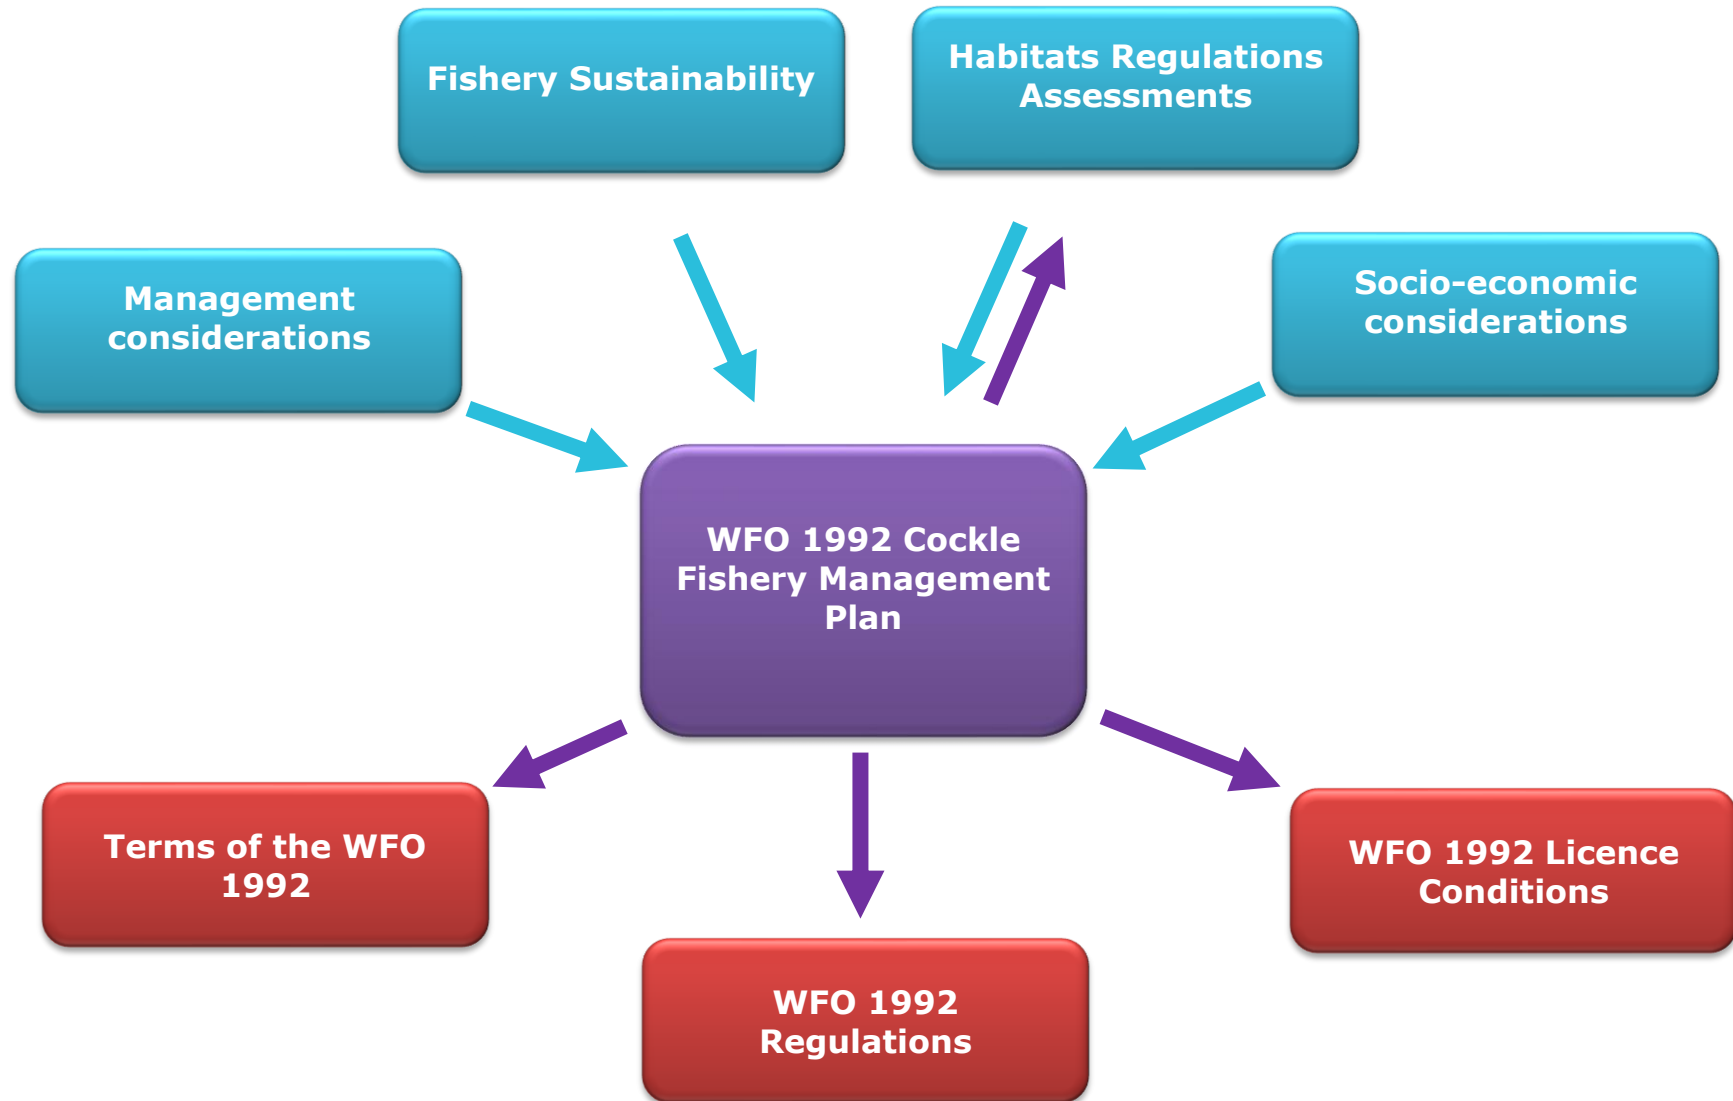 Fishery Sustainability
Habitats Regulations
Assessments
Management
considerations
Socio-economic
considerations
WFO 1992 Cockle
Fishery Management
Plan
Terms of the WFO
1992
WFO 1992 Licence
Conditions
WFO 1992
Regulations